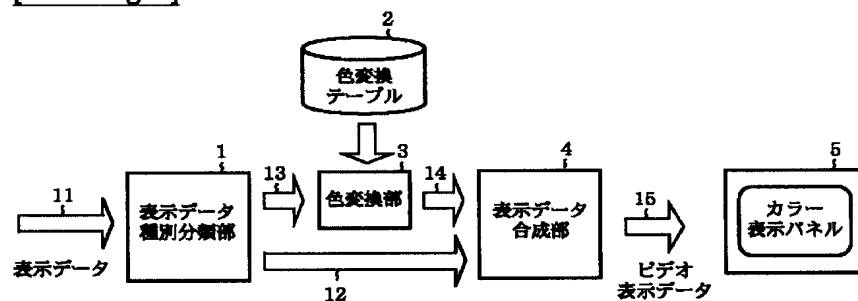 2
色変換
テーブル
11
1
13
3
14
4
5
表示データ
種別分類部
色変換部
表示データ
合成部
15
カラー
表示パネル
表示データ
12
ビデオ
表示データ